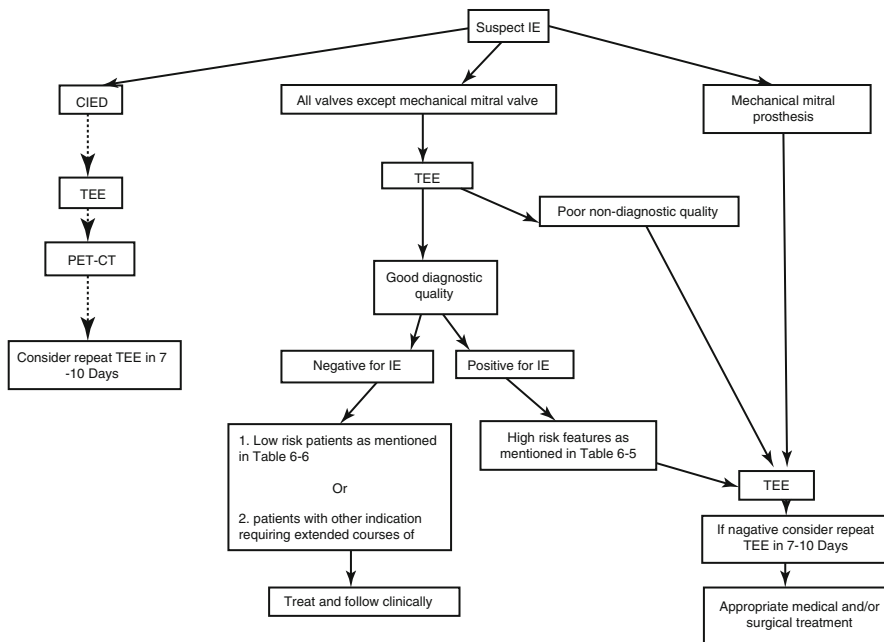 Suspect IE
CIED
All valves except mechanical mitral valve
Mechanical mitral
prosthesis
TEE
TEE
Poor non-diagnostic quality
PET-CT
Good diagnostic
quality
Consider repeat TEE in 7
-10 Days
Negative for IE
Positive for IE
1. Low risk patients as mentioned
in Table 6-6
Or
2. patients with other indication
requiring extended courses of
High risk features as
mentioned in Table 6-5
TEE
If nagative consider repeat
TEE in 7-10 Days
Treat and follow clinically
Appropriate medical and/or
surgical treatment